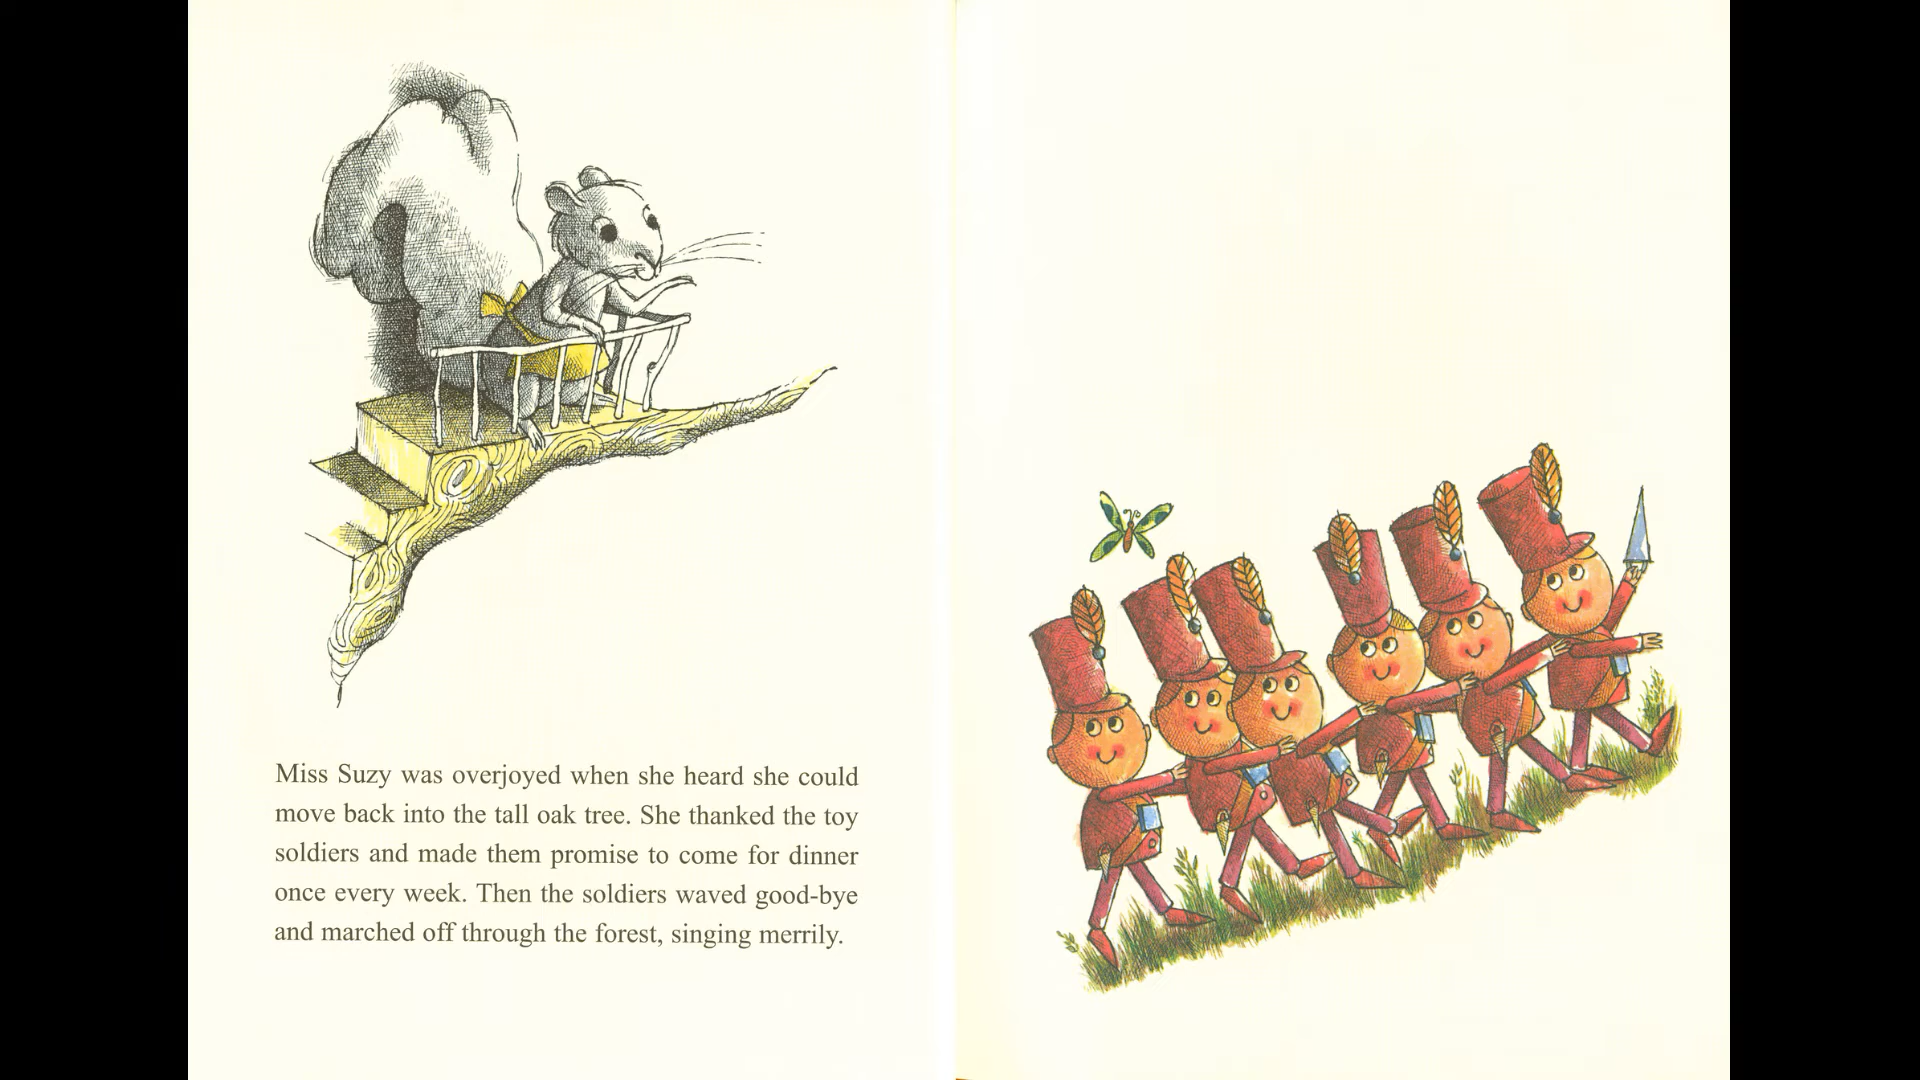 Miss Suzy was overjoyed when she heard she could
move back into the tall oak tree. She thanked the toy
soldiers and made them promise to come for dinner
once every week. Then the soldiers waved good-bye
and marched off through the forest, singing merrily.